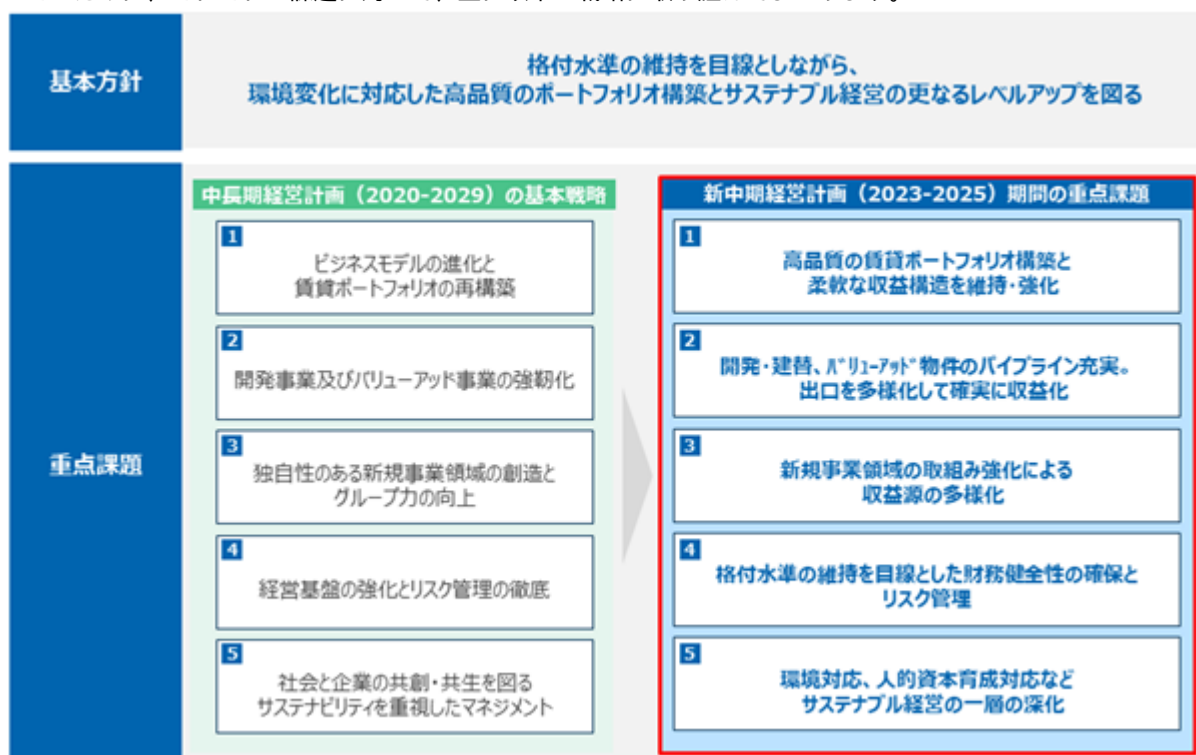 基本方針
格付水準の維持を目線としながら、
環境変化に対応した高品質のポートフォリオ構築とサステナブル経営の更なるレベルアップを図る
重点課題
中長期経営計画（2020-2029）の基本戦略
1
ビジネスモデルの進化と
賃貸ポートフォリオの再構築
2
開発事業及びバリューアッド事業の強靭化
3
独自性のある新規事業領域の創造と
グループ力の向上
4
経営基盤の強化とリスク管理の徹底
5
社会と企業の共創・共生を図る
サステナビリティを重視したマネジメント
新中期経営計画（2023-2025）期間の重点課題
1
高品質の賃貸ポートフォリオ構築と
柔軟な収益構造を維持・強化
2
開発・建替、ﾊﾞﾘｭｰｱｯﾄﾞ物件のパイプライン充実。
出口を多様化して確実に収益化
3
新規事業領域の取組み強化による
収益源の多様化
4
格付水準の維持を目線とした財務健全性の確保と
リスク管理
5
環境対応、人的資本育成対応など
サステナブル経営の一層の深化